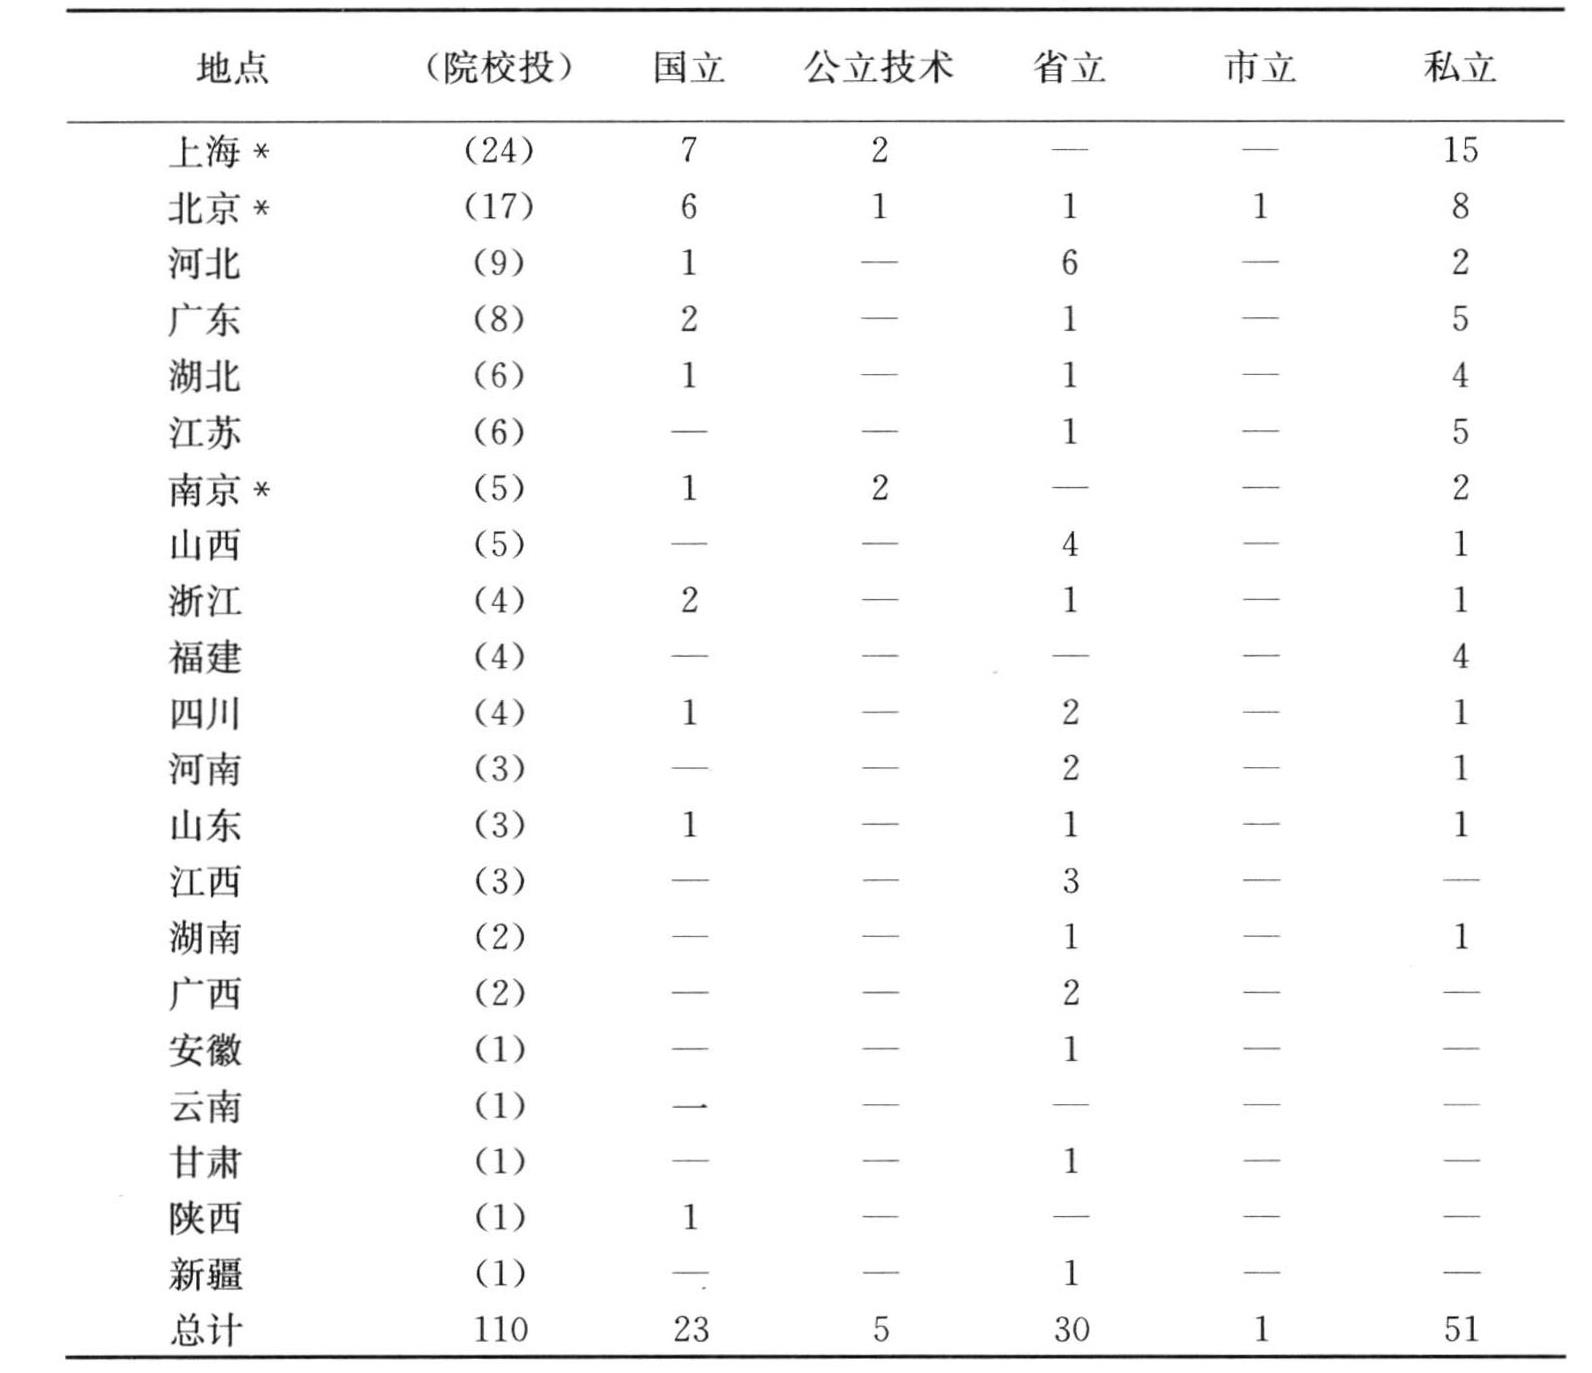 地点 （院校投） 国立 公立技术 省立 市立 私立
上海* (24) 7 2 — — 15
北京* (17) 6 1 1 1 8
河北 (9) 1 — 6 — 2
广东 (8) 2 — 1 — 5
湖北 (6) 1 — 1 — 4
江苏 (6) — — 1 — 5
南京* (5) 1 2 — — 2
山西 (5) — — 4 — 1
浙江 (4) 2 — 1 — 1
福建 (4) — — — — 4
四川 (4) 1 — 2 — 1
河南 (3) — — 2 — 1
山东 (3) 1 — 1 — 1
江西 (3) — — 3 — —
湖南 (2) — — 1 — 1
广西 (2) — — 2 — —
安徽 (1) — — 1 — —
云南 (1) — — — — —
甘肃 (1) — — 1 — —
陕西 (1) 1 — — — —
新疆 (1) — — 1 — —
总计 110 23 5 30 1 51